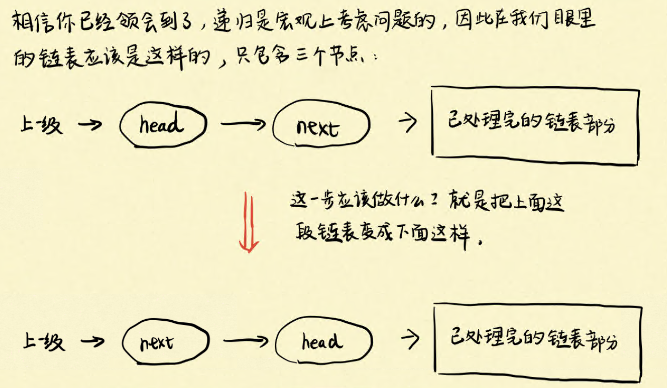 相信你已经领会到了,递归是宏观上考虑问题的,因此在我们眼里
的链表应该是这样的,只包含三个节点:
上级 → head → next → 已处理完的链表部分
这一步应该做什么?就是把上面这
段链表变成下面这样。
上级 → next → head → 已处理完的链表部分